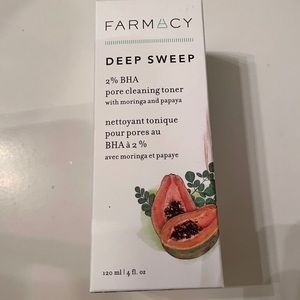 FARMACY
DEEP SWEEP
2% BHA
pore cleaning toner
with moringa and papaya
nettoyant tonique
pour pores au
BHA à 2%
avec moringa et papaye
120 ml | 4 fl. oz